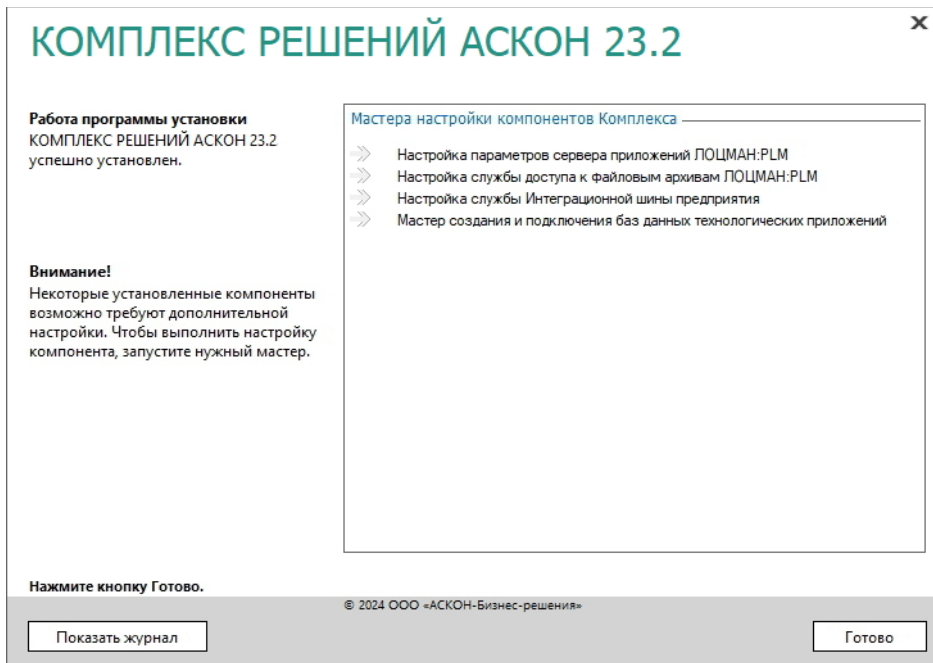 КОМПЛЕКС РЕШЕНИЙ АСКОН 23.2
x
Работа программы установки
КОМПЛЕКС РЕШЕНИЙ АСКОН 23.2
успешно установлен.
Внимание!
Некоторые установленные компоненты
возможно требуют дополнительной
настройки. Чтобы выполнить настройку
компонента, запустите нужный мастер.
Мастера настройки компонентов Комплекса
Настройка параметров сервера приложений ЛОЦМАН:PLM
Настройка службы доступа к файловым архивам ЛОЦМАН:PLM
Настройка службы Интеграционной шины предприятия
Мастер создания и подключения баз данных технологических приложений
Нажмите кнопку Готово.
© 2024 ООО «АСКОН-Бизнес-решения»
Показать журнал
Готово